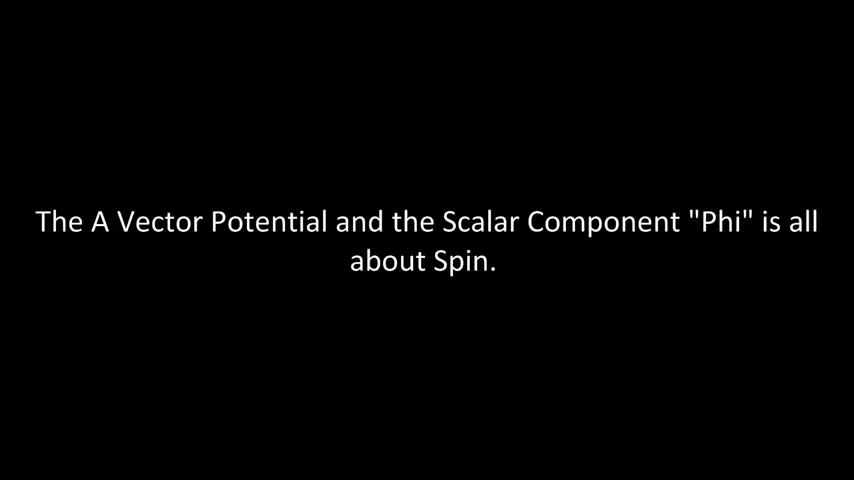 The A Vector Potential and the Scalar Component "Phi" is all
about Spin.